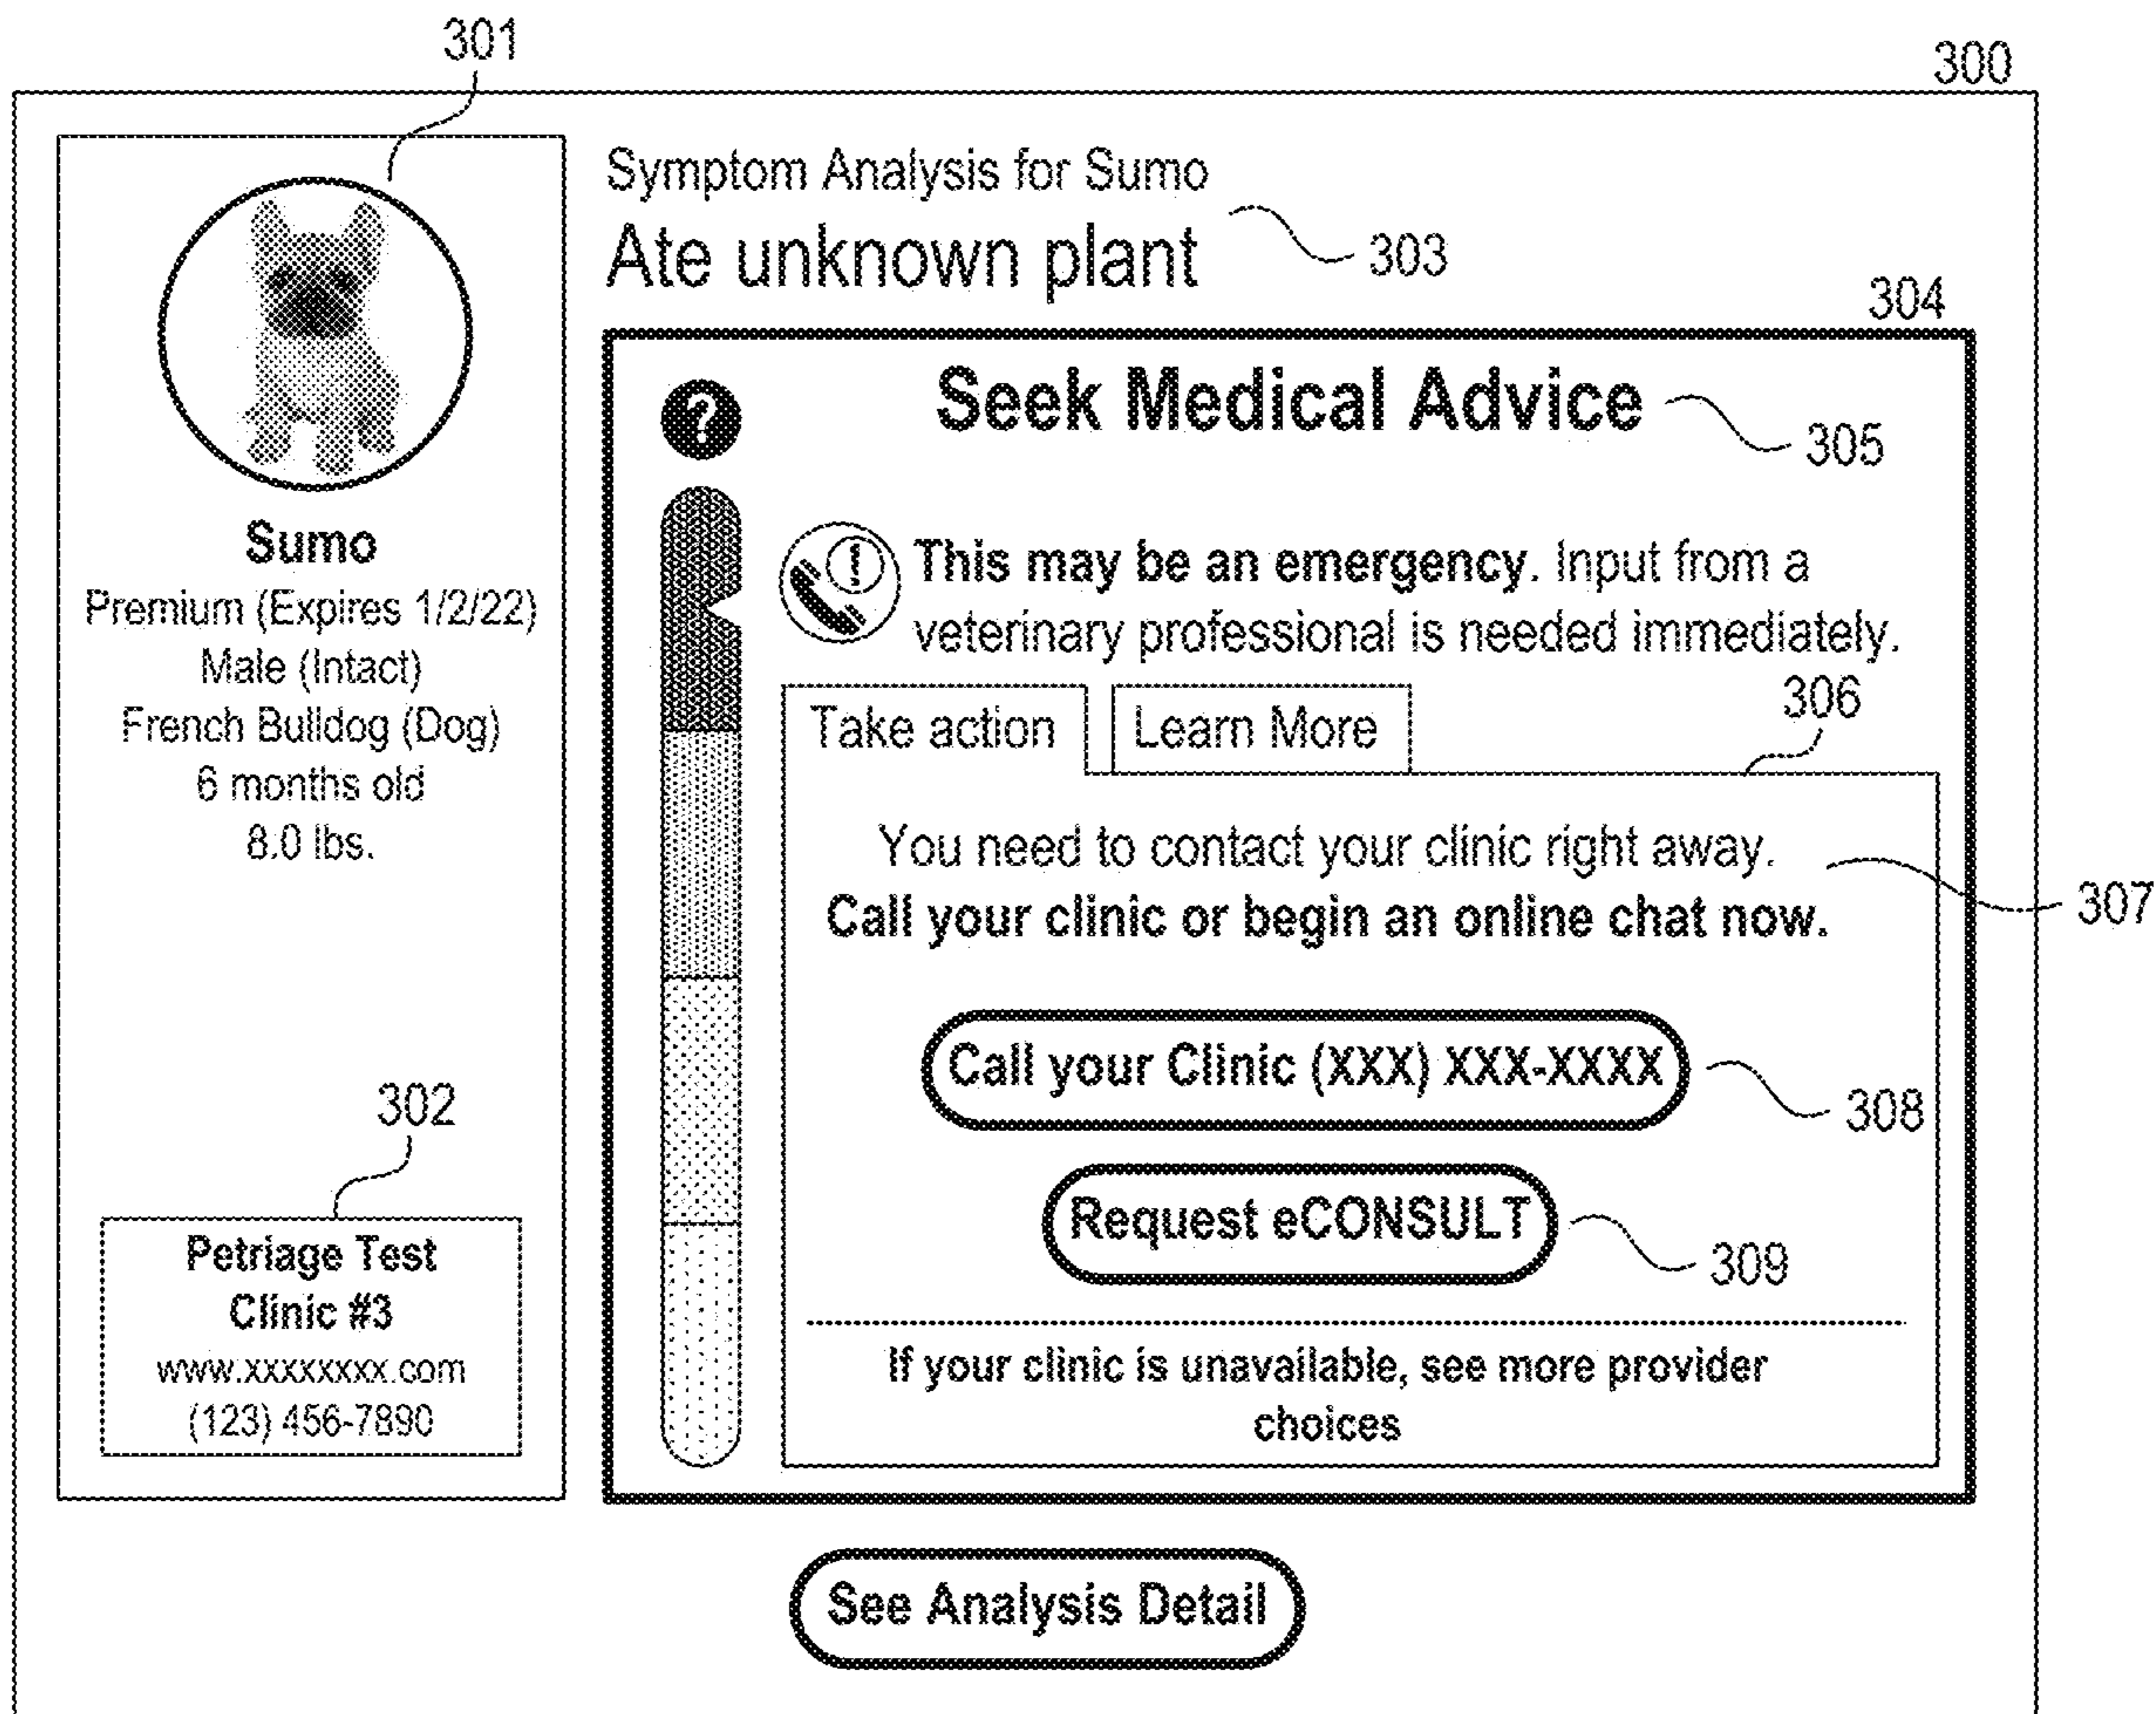 301
300
Symptom Analysis for Sumo
Ate unknown plant
303
304
?
Seek Medical Advice
305
Sumo
Premium (Expires 1/2/22)
Male (Intact)
French Bulldog (Dog)
6 months old
8.0 lbs.
!
This may be an emergency. Input from a
veterinary professional is needed immediately.
Take action
Learn More
306
You need to contact your clinic right away.
Call your clinic or begin an online chat now.
307
Call your Clinic (XXX) XXX-XXXX
308
Request eCONSULT
309
302
Petriage Test
Clinic #3
www.xxxxxxxx.com
(123) 456-7890
If your clinic is unavailable, see more provider
choices
See Analysis Detail